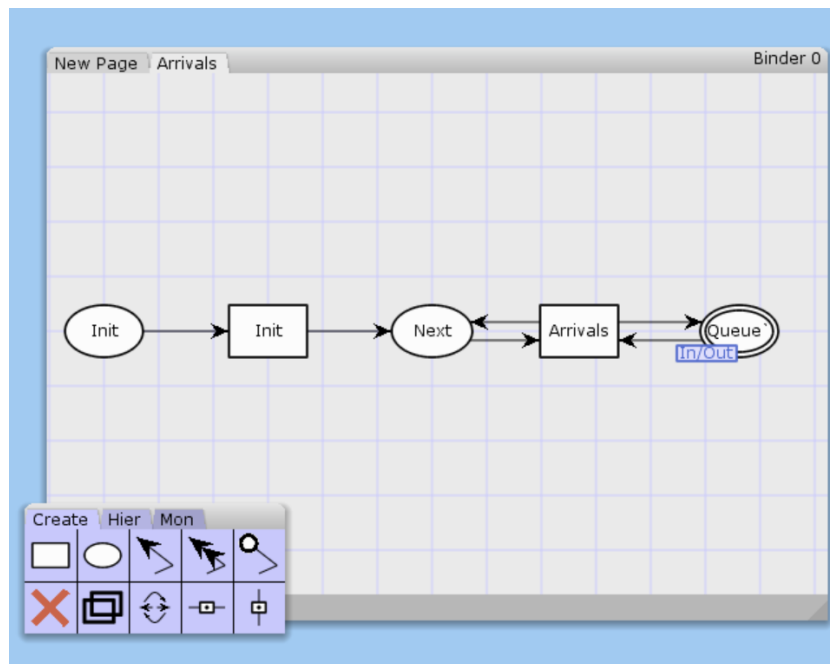 New Page Arrivals Binder 0
Init Init Next Arrivals Queue`
In/Out
Create Hier Mon